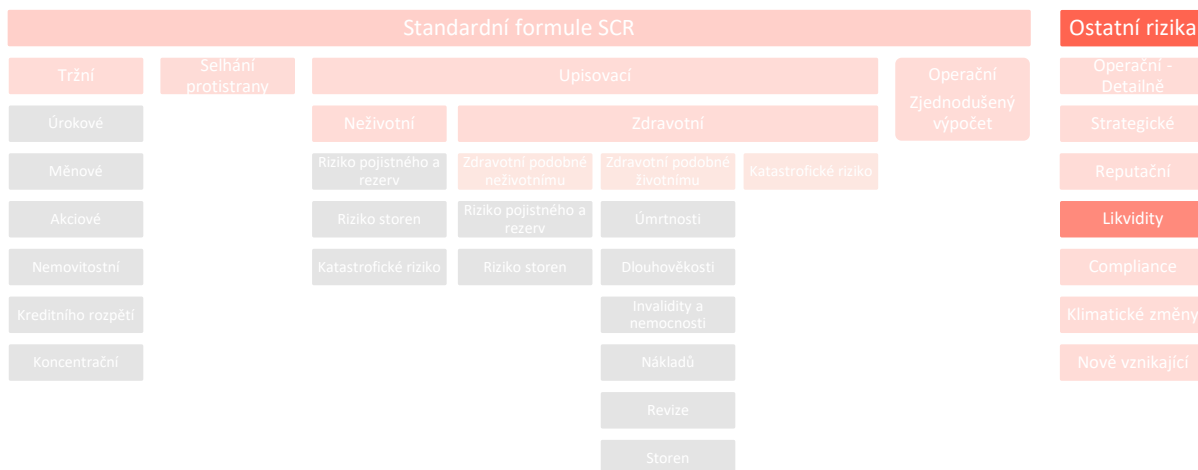 Standardní formule SCR
Ostatní rizika
Tržní
Selhání
protistrany
Upisovací
Operační
Zjednodušený
výpočet
Operační -
Detailně
Úrokové
Neživotní
Zdravotní
Strategické
Měnové
Riziko pojistného a
rezerv
Zdravotní podobné
neživotnímu
Zdravotní podobné
životnímu
Katastrofické riziko
Reputační
Akciové
Riziko storen
Riziko pojistného a
rezerv
Úmrtnosti
Likvidity
Nemovitostní
Katastrofické riziko
Riziko storen
Dlouhověkosti
Compliance
Kreditního rozpětí
Invalidity a
nemocnosti
Klimatické změny
Koncentrační
Nákladů
Nově vznikající
Revize
Storen